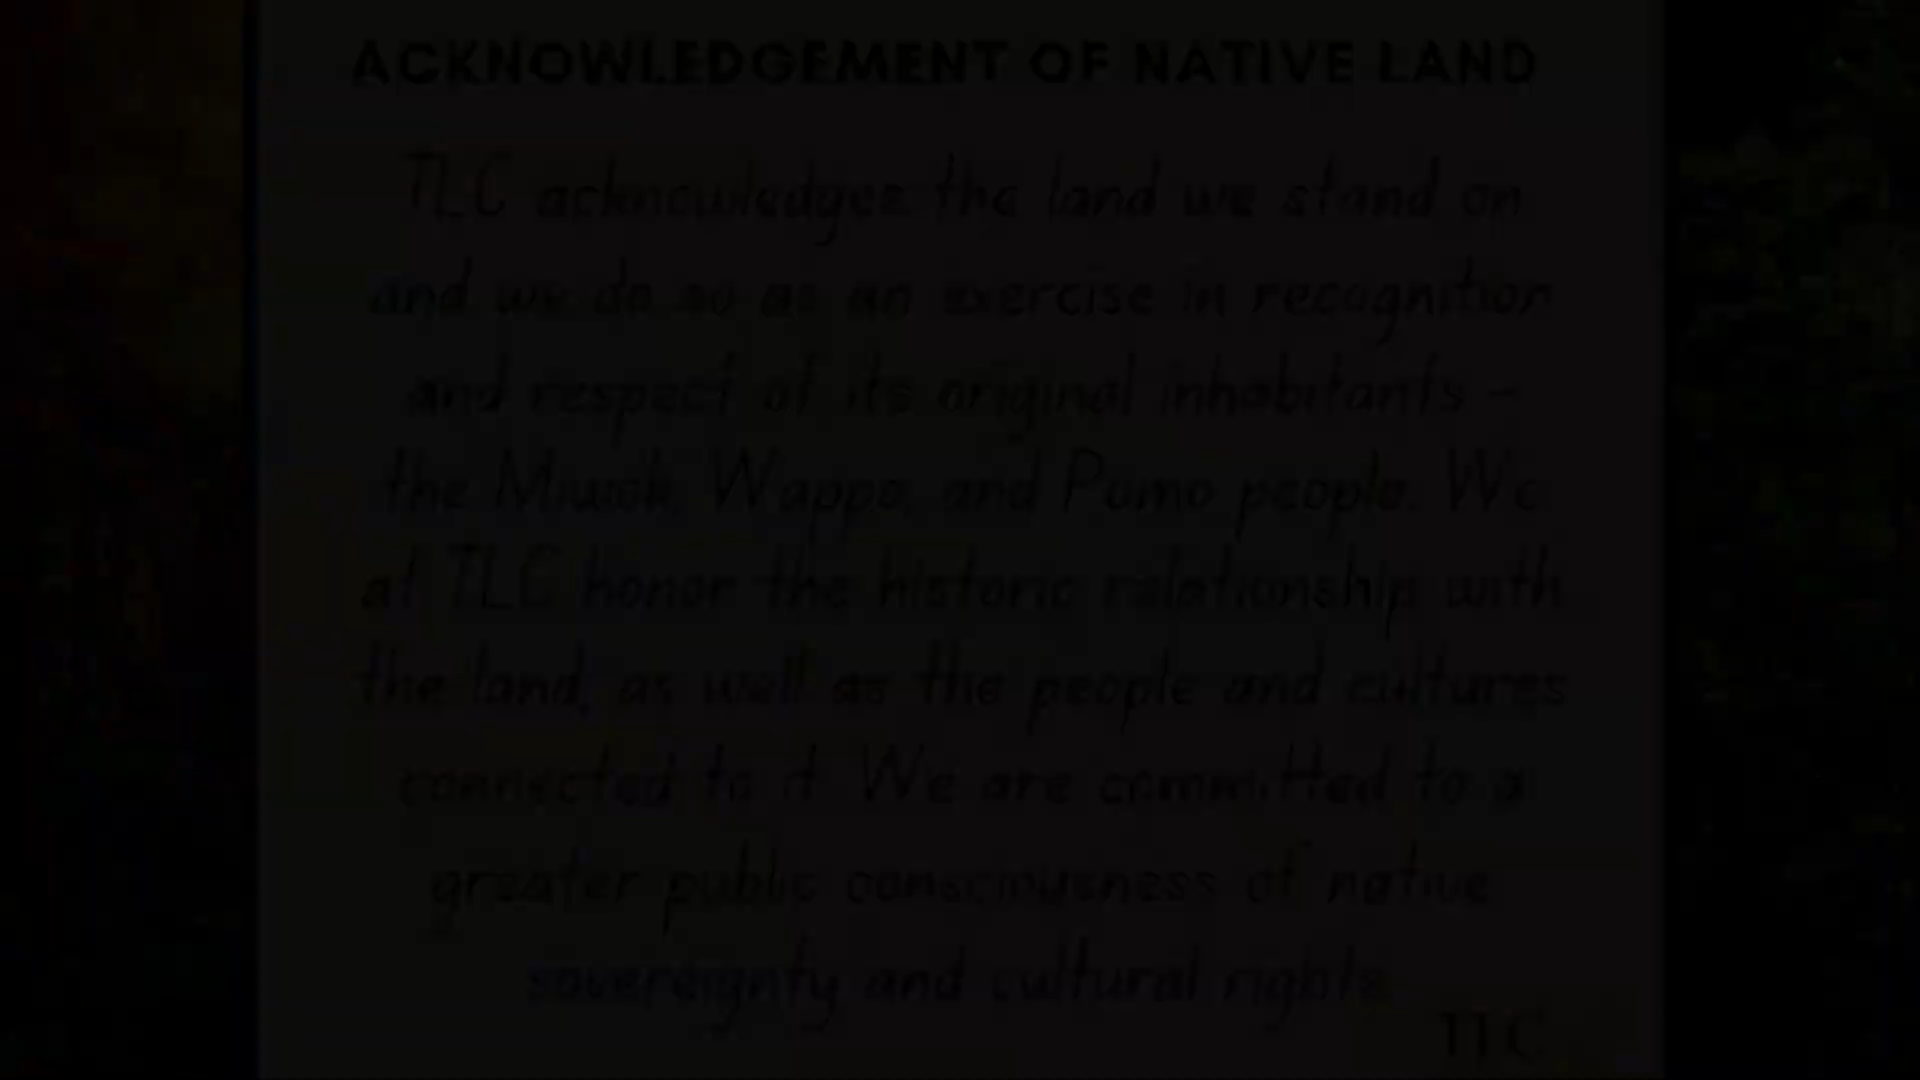 ACKNOWLEDGEMENT OF NATIVE LAND
TLC acknowledges the land we stand on
and we do so as an exercise in recognition
and respect of its original inhabitants -
the Miwok, Wappo, and Pomo people. We
at TLC honor the historic relationship with
the land, as well as the people and cultures
connected to it. We are committed to a
greater public consciousness of native
sovereignty and cultural rights.
TLC